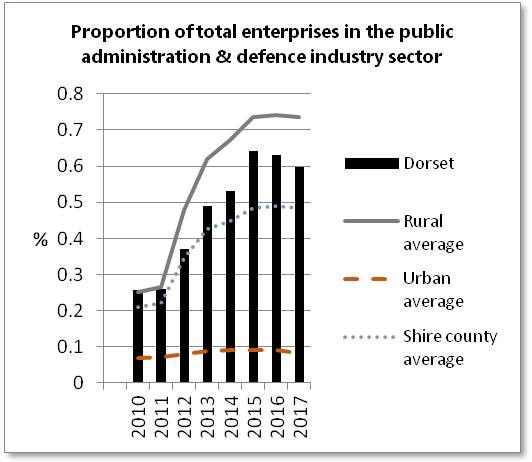 Proportion of total enterprises in the public
administration & defence industry sector
0.8
0.7
0.6
0.5
0.4
0.3
0.2
0.1
0
%
2010
2011
2012
2013
2014
2015
2016
2017
Dorset
Rural
average
Urban
average
Shire county
average